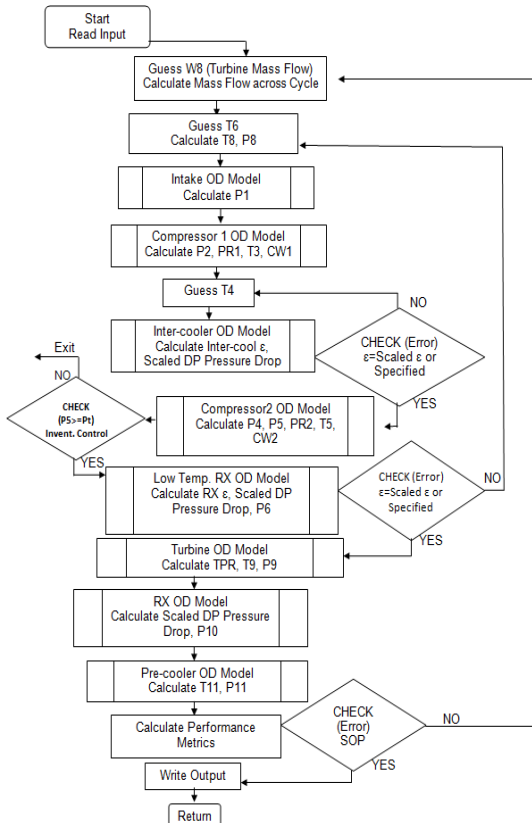 Start
Read Input
Guess W8 (Turbine Mass Flow)
Calculate Mass Flow across Cycle
Guess T6
Calculate T8, P8
Intake OD Model
Calculate P1
Compressor 1 OD Model
Calculate P2, PR1, T3, CW1
Guess T4
NO
Inter-cooler OD Model
Calculate Inter-cool ε,
Scaled DP Pressure Drop
CHECK (Error)
ε=Scaled ε or
Specified
YES
Exit
NO
CHECK
(P5>=Pt)
Invent. Control
YES
Compressor2 OD Model
Calculate P4, P5, PR2, T5,
CW2
Low Temp. RX OD Model
Calculate RX ε, Scaled DP
Pressure Drop, P6
CHECK (Error)
ε=Scaled ε or
Specified
NO
YES
Turbine OD Model
Calculate TPR, T9, P9
RX OD Model
Calculate Scaled DP Pressure
Drop, P10
Pre-cooler OD Model
Calculate T11, P11
Calculate Performance
Metrics
CHECK
(Error)
SOP
NO
YES
Write Output
Return